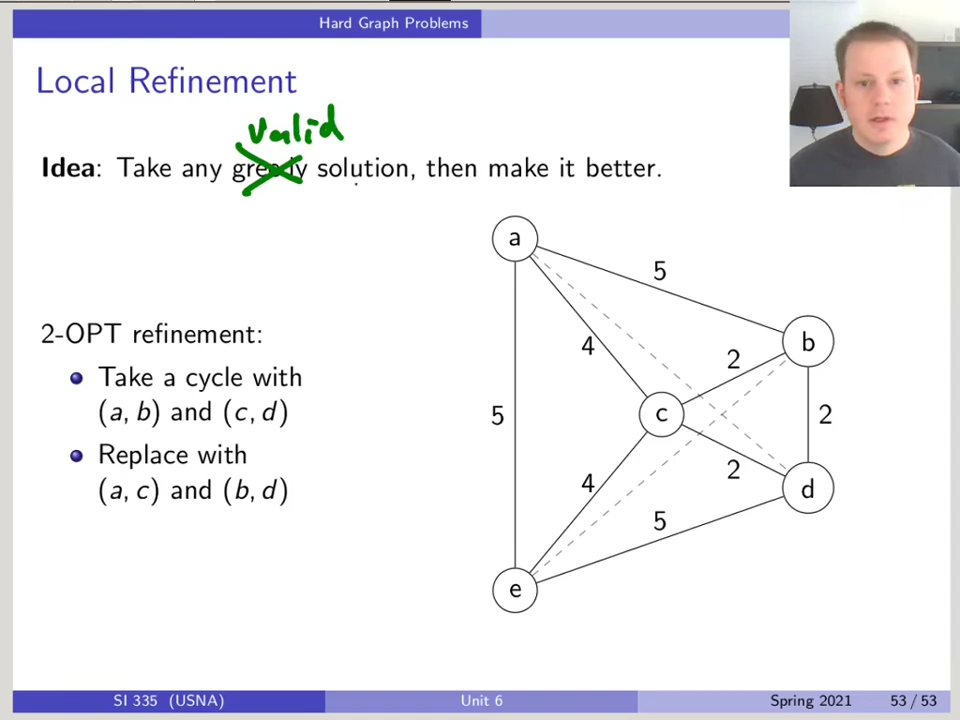 Hard Graph Problems
Local Refinement
valid
Idea: Take any greedy solution, then make it better.
a
5
b
4
2
5
c
2
2-OPT refinement:
Take a cycle with
(a, b) and (c, d)
Replace with
(a, c) and (b, d)
2
4
d
5
e
SI 335 (USNA)
Unit 6
Spring 2021
53 / 53